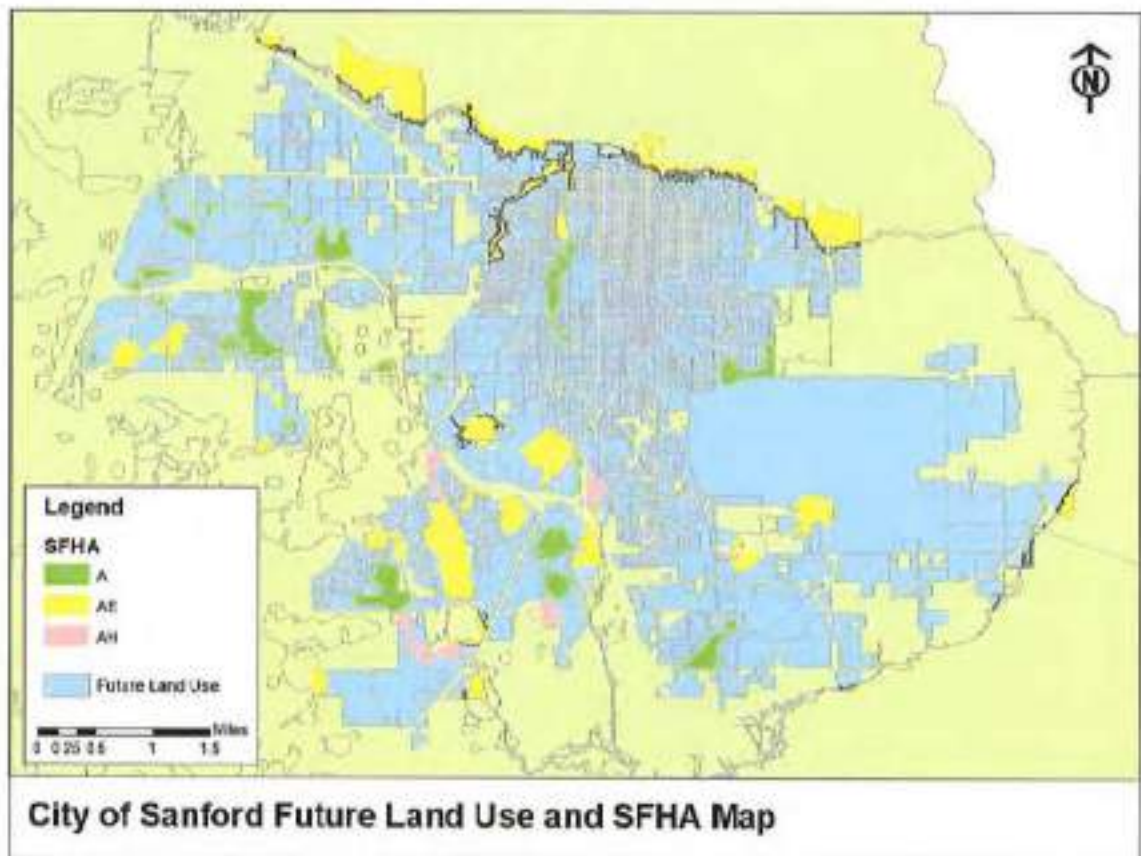 N
Legend
SFHA
A
AE
AH
Future Land Use
Miles
0 0.25 0.5 1 1.5
City of Sanford Future Land Use and SFHA Map